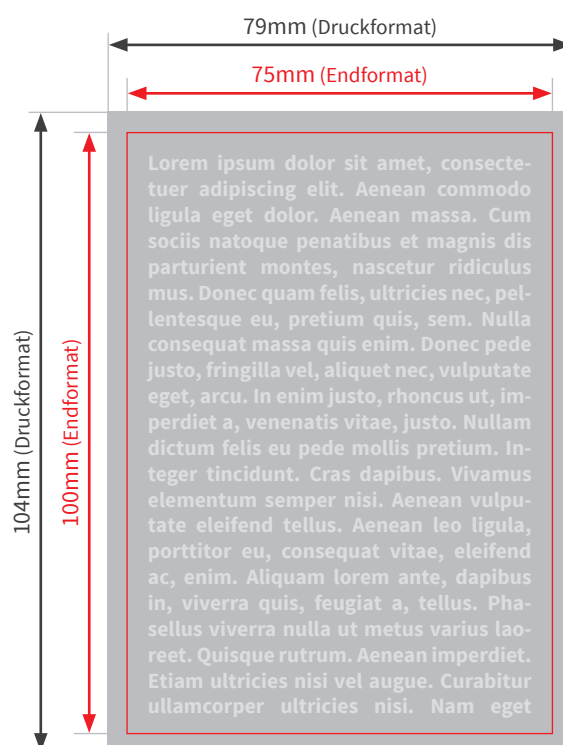 79mm (Druckformat)
75mm (Endformat)
104mm (Druckformat)
100mm (Endformat)
Lorem ipsum dolor sit amet, consecte-
tuer adipiscing elit. Aenean commodo
ligula eget dolor. Aenean massa. Cum
sociis natoque penatibus et magnis dis
parturient montes, nascetur ridiculus
mus. Donec quam felis, ultricies nec, pel-
lentesque eu, pretium quis, sem. Nulla
consequat massa quis enim. Donec pede
justo, fringilla vel, aliquet nec, vulputate
eget, arcu. In enim justo, rhoncus ut, im-
perdiet a, venenatis vitae, justo. Nullam
dictum felis eu pede mollis pretium. In-
teger tincidunt. Cras dapibus. Vivamus
elementum semper nisi. Aenean vulpu-
tate eleifend tellus. Aenean leo ligula,
porttitor eu, consequat vitae, eleifend
ac, enim. Aliquam lorem ante, dapibus
in, viverra quis, feugiat a, tellus. Pha-
sellus viverra nulla ut metus varius lao-
reet. Quisque rutrum. Aenean imperdiet.
Etiam ultricies nisi vel augue. Curabitur
ullamcorper ultricies nisi. Nam eget